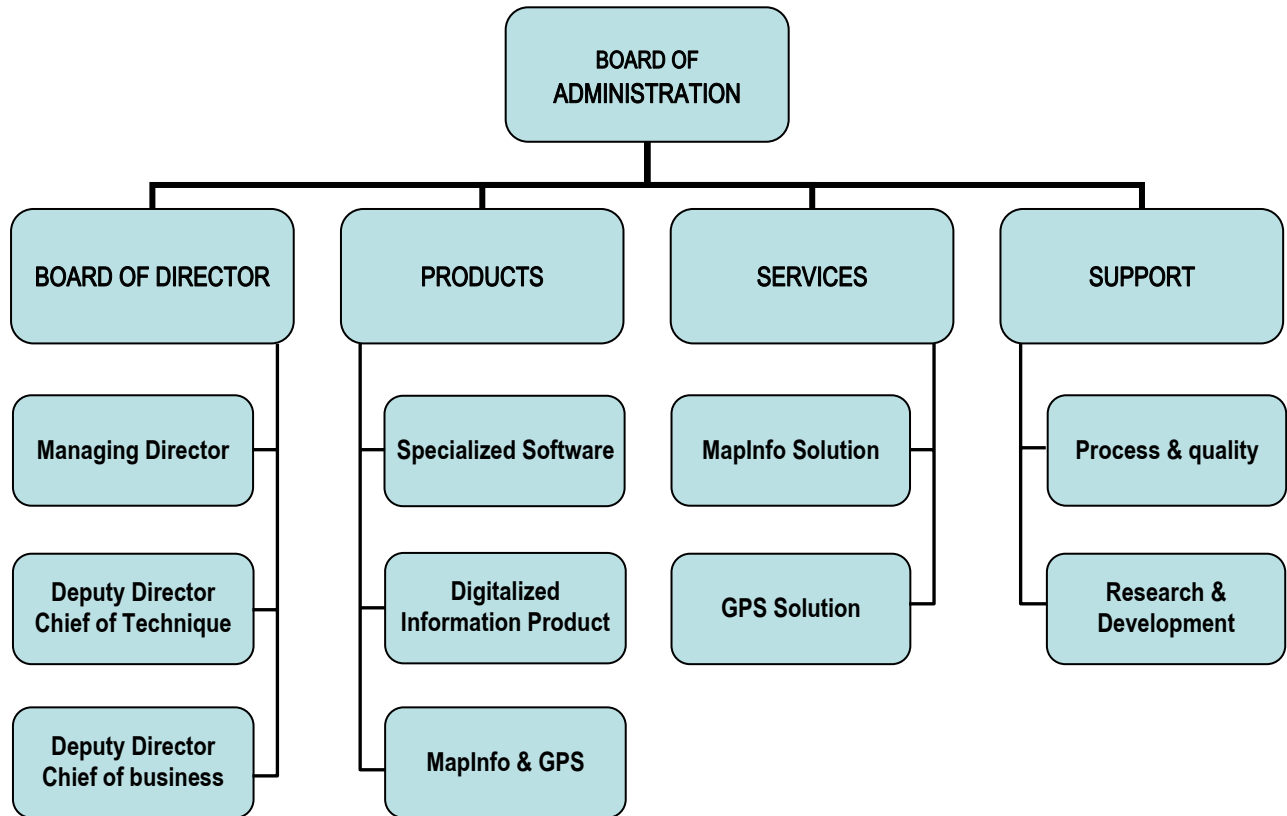 BOARD OF
ADMINISTRATION
BOARD OF DIRECTOR
PRODUCTS
SERVICES
SUPPORT
Managing Director
Specialized Software
MapInfo Solution
Process & quality
Deputy Director
Chief of Technique
Digitalized
Information Product
GPS Solution
Research &
Development
Deputy Director
Chief of business
MapInfo & GPS